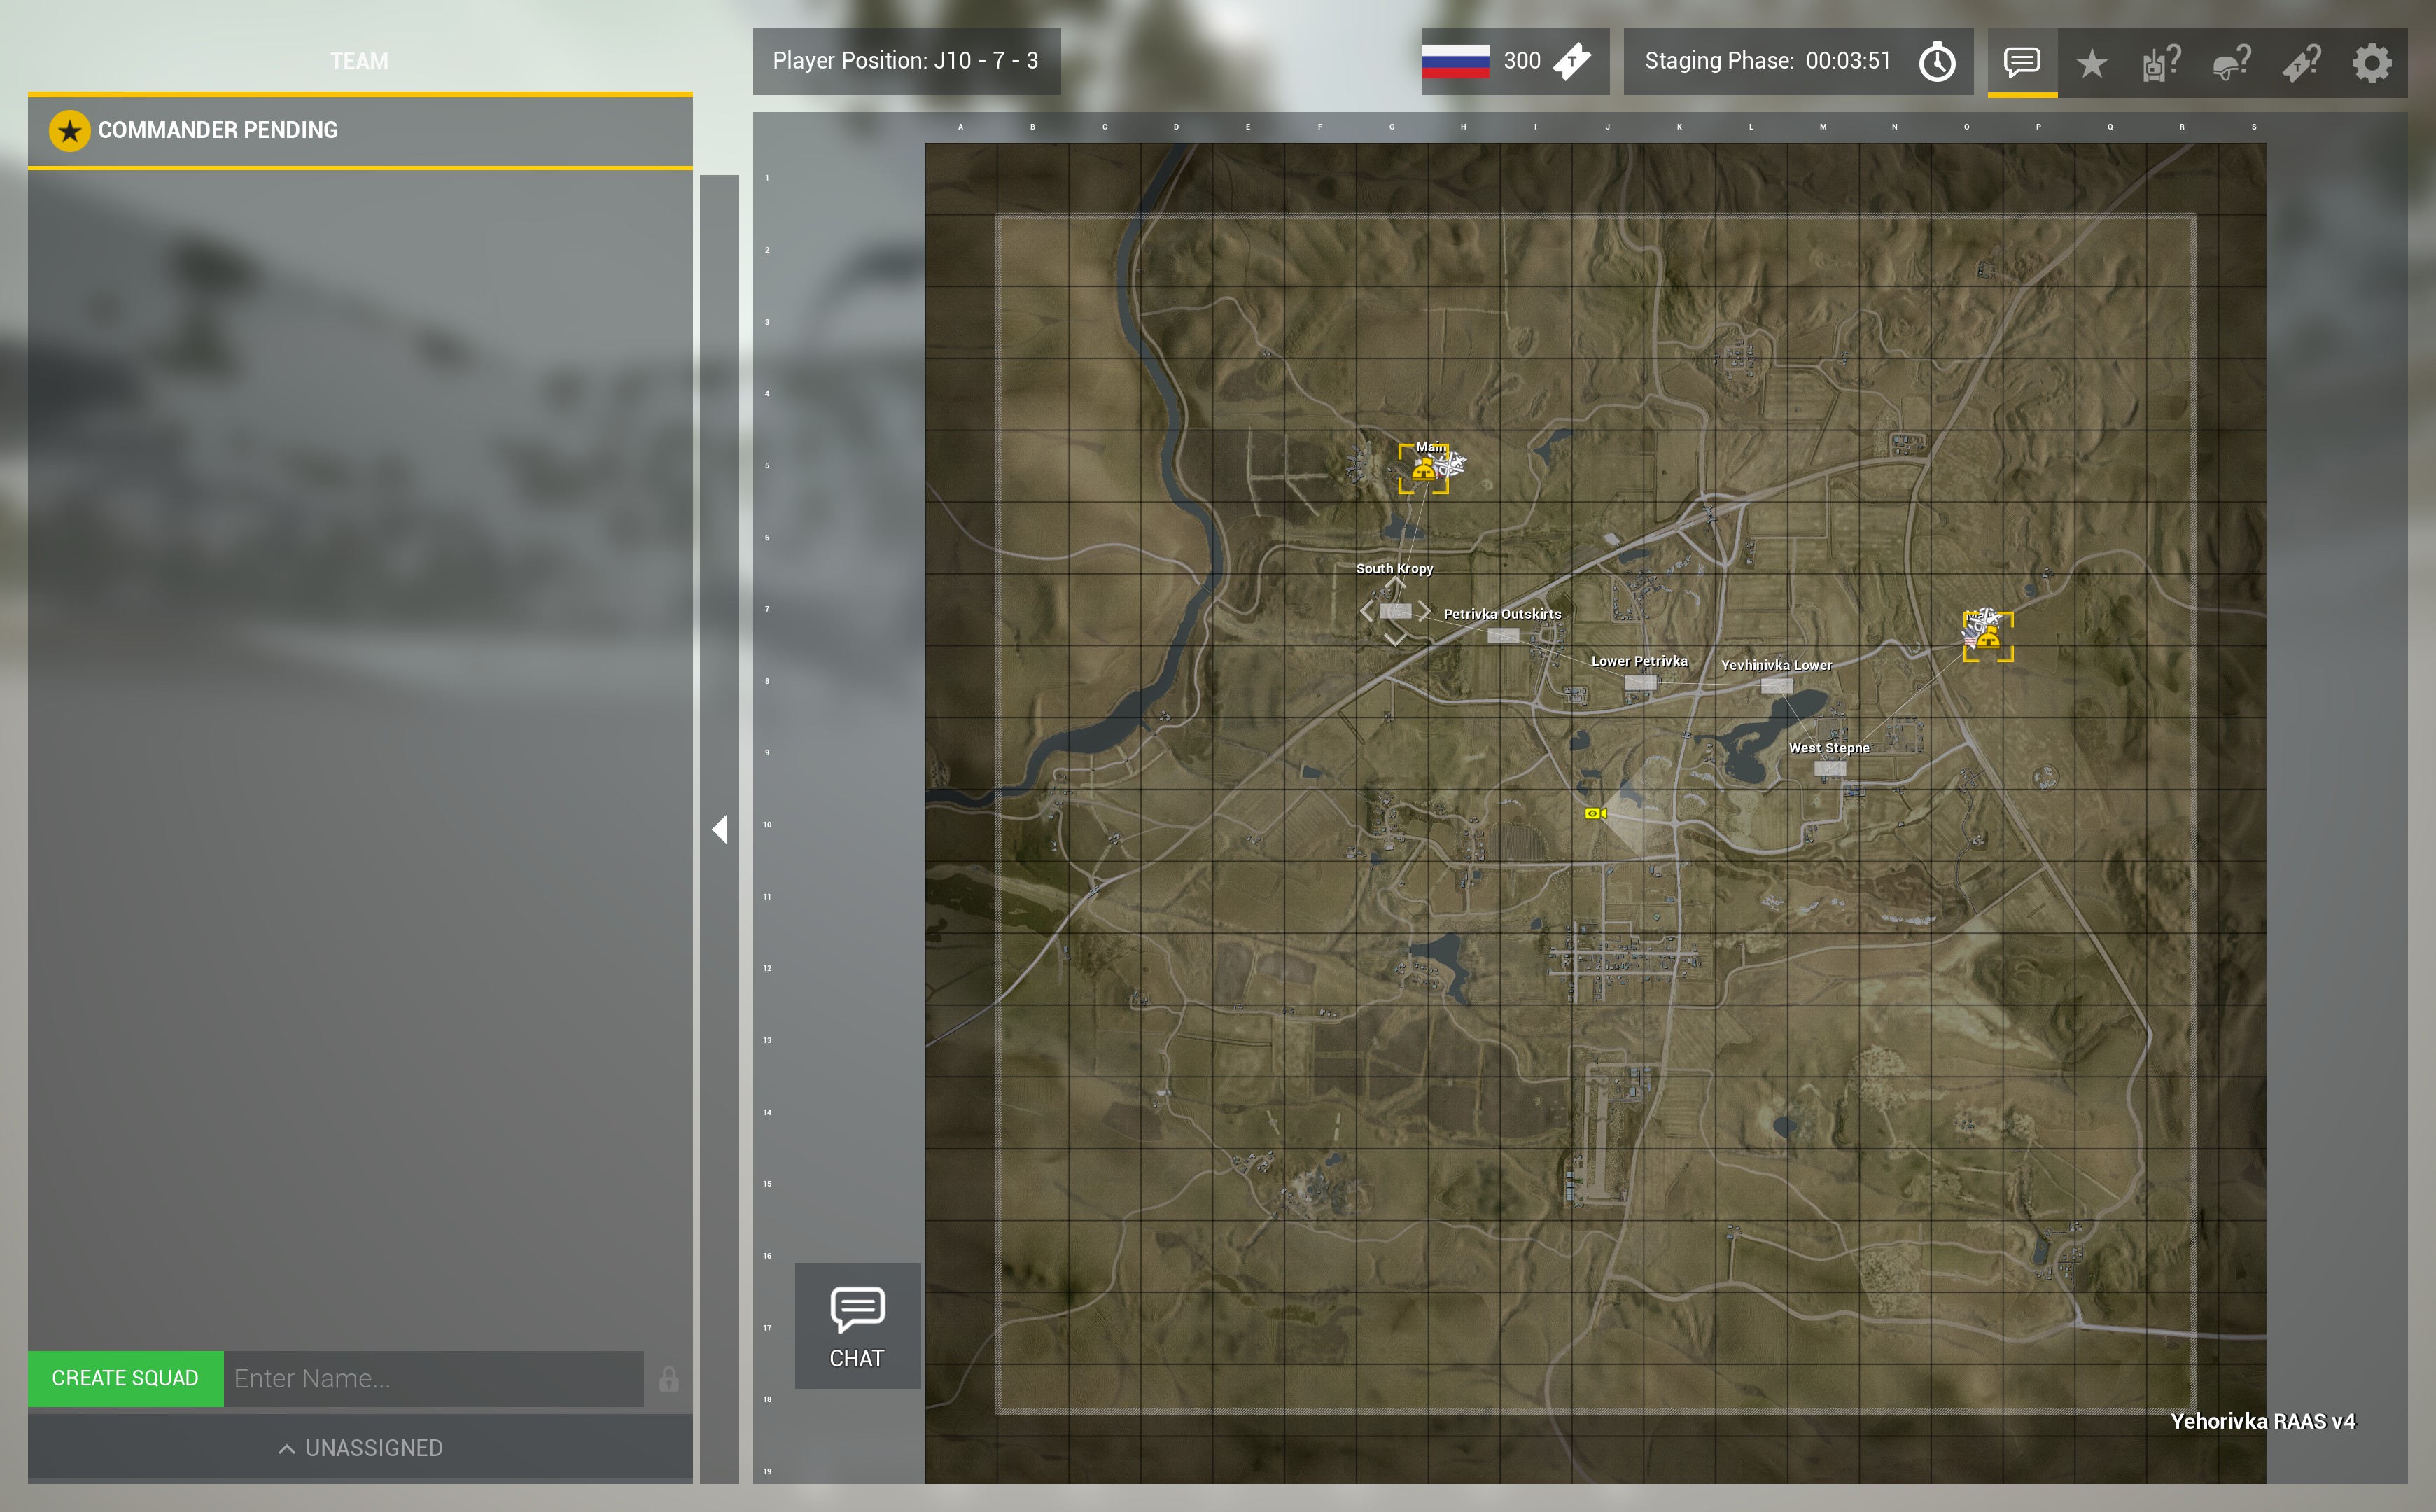 TEAM
COMMANDER PENDING
Player Position: J10 - 7 - 3
300
T
Staging Phase: 00:03:51
? ? T ?
A B C D E F G H I J K L M N O P Q R S
1
2
3
4
Main
5
6
South Kropy
7
Petrivka Outskirts
Lower Petrivka
Yevhinivka Lower
8
West Stepne
9
10
11
12
13
14
15
16
17
18
19
CHAT
CREATE SQUAD
Enter Name...
UNASSIGNED
Yehorivka RAAS v4